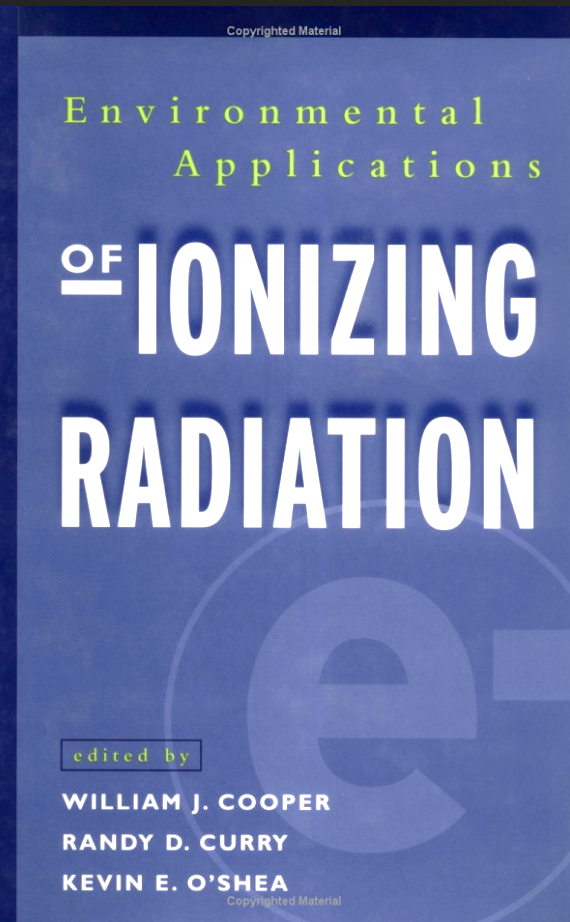 Copyrighted Material
Environmental
Applications
OF IONIZING
RADIATION
e-
edited by
WILLIAM J. COOPER
RANDY D. CURRY
KEVIN E. O'SHEA
Copyrighted Material